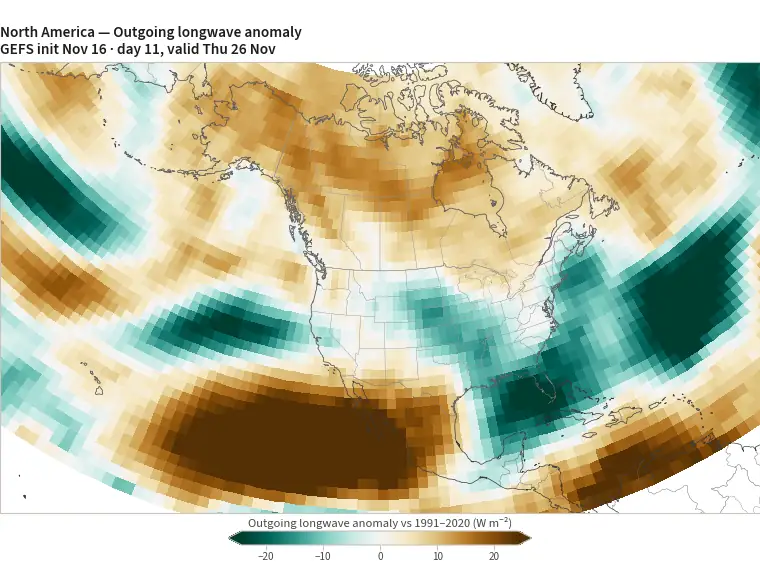 North America — Outgoing longwave anomaly
GEFS init Nov 16 · day 11, valid Thu 26 Nov
Outgoing longwave anomaly vs 1991–2020 (W m⁻²)
−20 −10 0 10 20